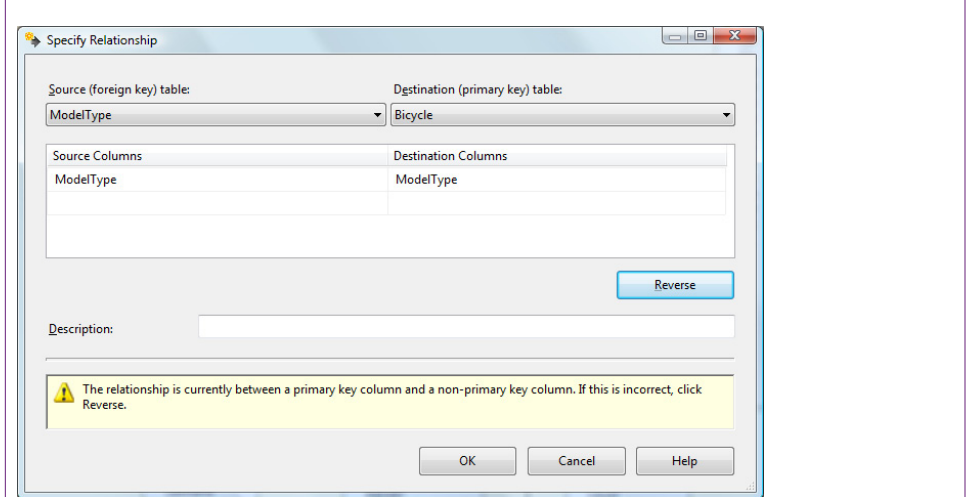 Specify Relationship
Source (foreign key) table:
Destination (primary key) table:
ModelType
Bicycle
Source Columns
Destination Columns
ModelType
ModelType
Reverse
Description:
The relationship is currently between a primary key column and a non-primary key column. If this is incorrect, click
Reverse.
OK
Cancel
Help